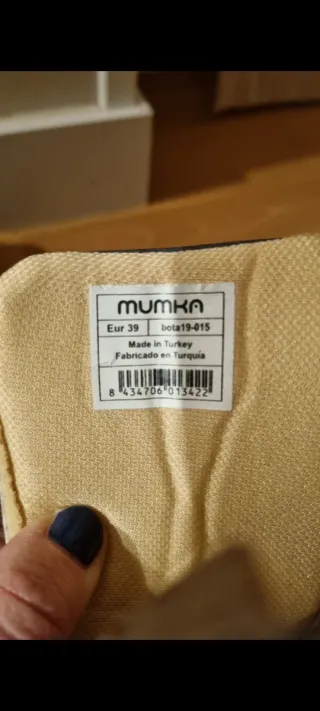 mumka
Eur 39 bota19-015
Made in Turkey
Fabricado en Turquía
8 434706 013422